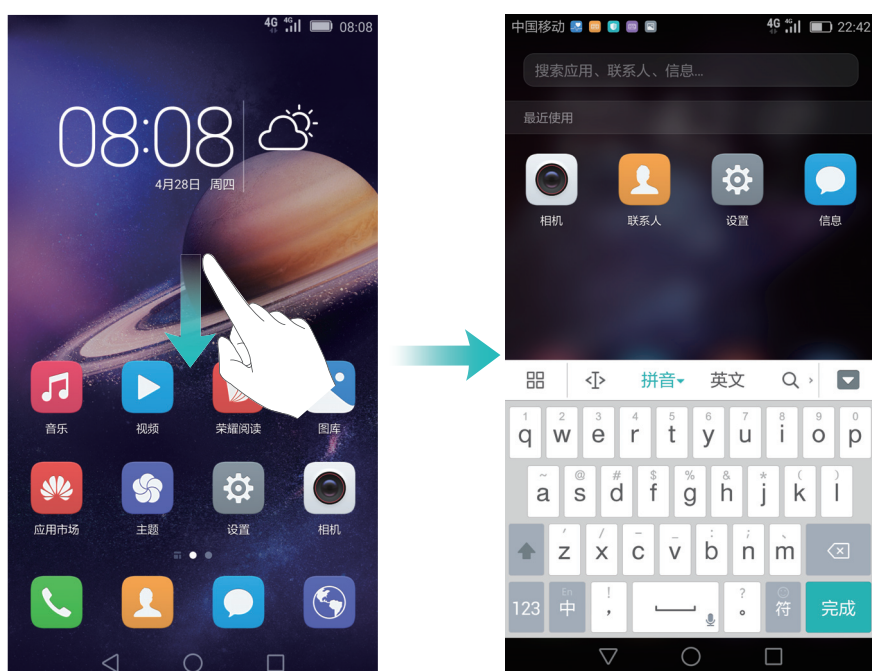 4G 4G 08:08
08:08
4月28日 周四
音乐 视频 荣耀阅读 图库
应用市场 主题 设置 相机
中国移动 4G 4G 22:42
搜索应用、联系人、信息...
最近使用
相机 联系人 设置 信息
拼音 英文
1 2 3 4 5 6 7 8 9 0
q w e r t y u i o p
~ @ # $ % & * ( )
a s d f g h j k l
' / - _ : ; 、
z x c v b n m
En ! ?
123 中 , 。 符 完成